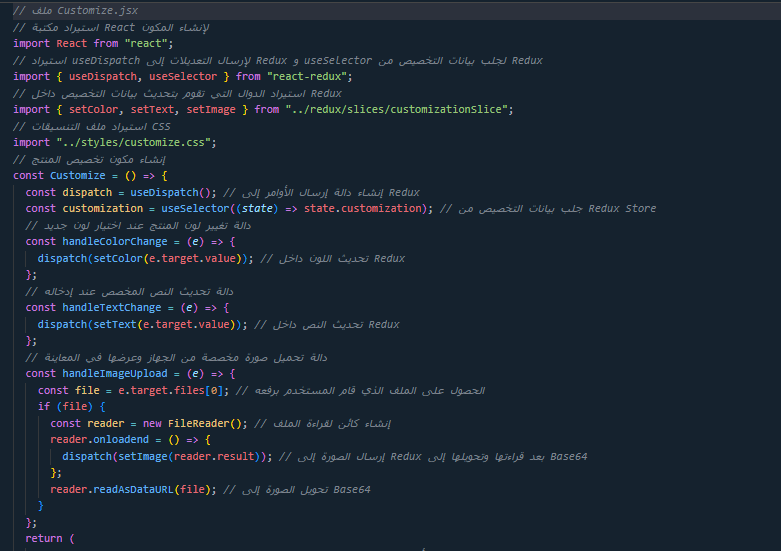 // ملف Customize.jsx
// استيراد مكتبة React لإنشاء المكون
import React from "react";
// استيراد useDispatch لإرسال التعديلات إلى Redux و useSelector لجلب بيانات التخصيص من Redux
import { useDispatch, useSelector } from "react-redux";
// استيراد الدوال التي تقوم بتحديث بيانات التخصيص داخل Redux
import { setColor, setText, setImage } from "../redux/slices/customizationSlice";
// استيراد ملف التنسيقات CSS
import "../styles/customize.css";
// إنشاء مكون تخصيص المنتج
const Customize = () => {
const dispatch = useDispatch(); // إنشاء دالة إرسال الأوامر إلى Redux
const customization = useSelector((state) => state.customization); // جلب بيانات التخصيص من Redux Store
// دالة تغيير لون المنتج عند اختيار لون جديد
const handleColorChange = (e) => {
dispatch(setColor(e.target.value)); // تحديث اللون داخل Redux
};
// دالة تحديث النص المخصص عند إدخاله
const handleTextChange = (e) => {
dispatch(setText(e.target.value)); // تحديث النص داخل Redux
};
// دالة تحميل صورة مخصصة من الجهاز وعرضها في المعاينة
const handleImageUpload = (e) => {
const file = e.target.files[0]; // الحصول على الملف الذي قام المستخدم برفعه
if (file) {
const reader = new FileReader(); // إنشاء كائن لقراءة الملف
reader.onloadend = () => {
dispatch(setImage(reader.result)); // إرسال الصورة إلى Redux بعد قراءتها وتحويلها إلى Base64
};
reader.readAsDataURL(file); // تحويل الصورة إلى Base64
}
};
return (